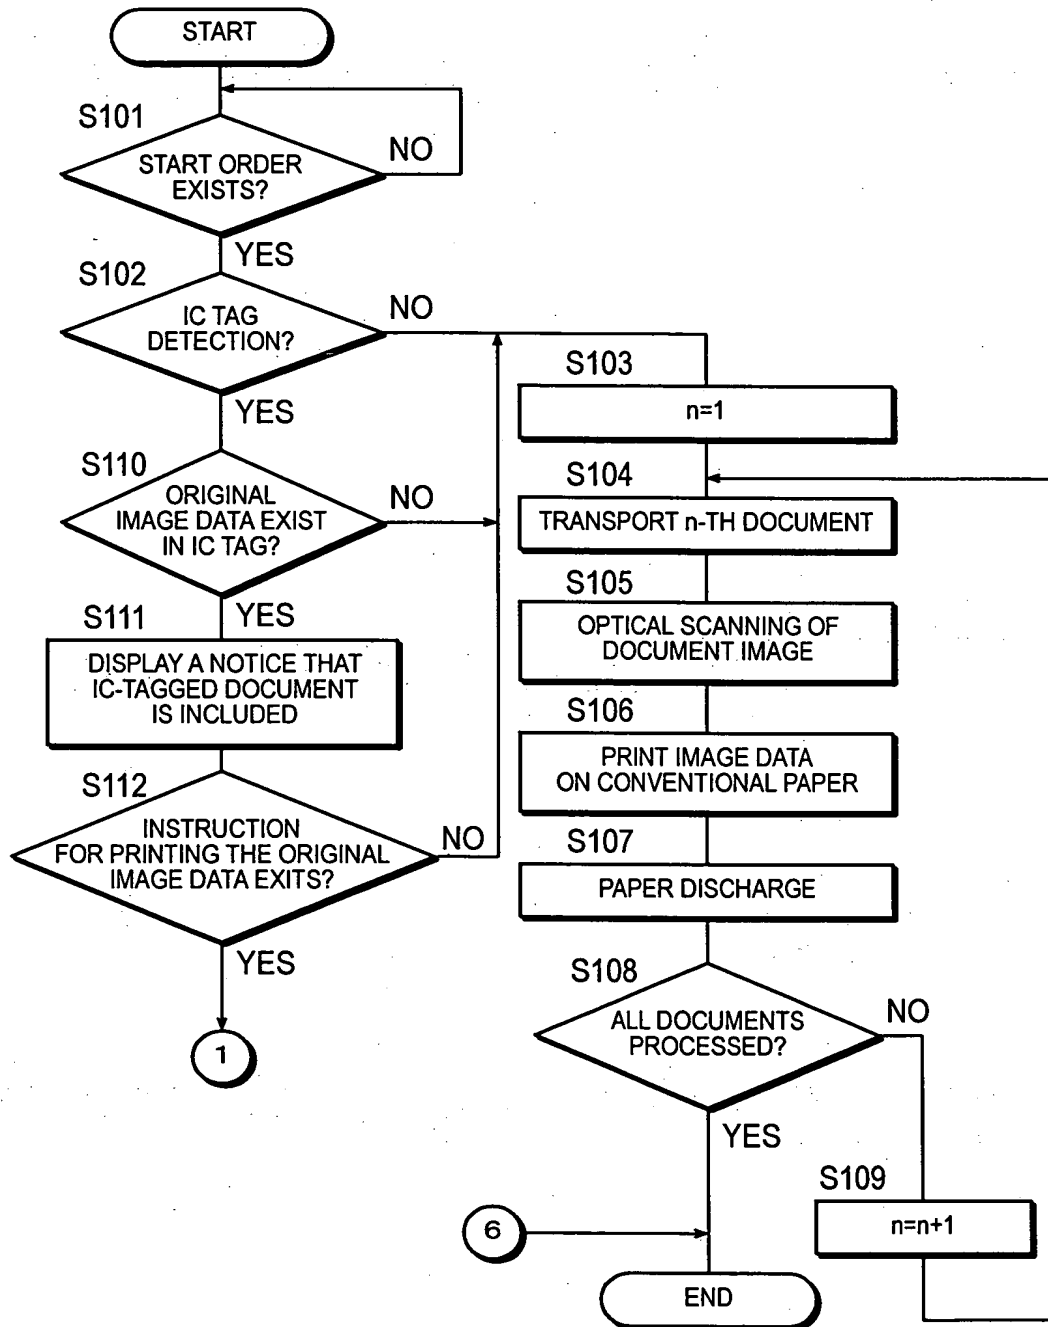 START
S101
START ORDER
EXISTS?
NO
YES
S102
IC TAG
DETECTION?
NO
YES
S110
ORIGINAL
IMAGE DATA EXIST
IN IC TAG?
NO
YES
S111
DISPLAY A NOTICE THAT
IC-TAGGED DOCUMENT
IS INCLUDED
S112
INSTRUCTION
FOR PRINTING THE ORIGINAL
IMAGE DATA EXITS?
NO
YES
1
S103
n=1
S104
TRANSPORT n-TH DOCUMENT
S105
OPTICAL SCANNING OF
DOCUMENT IMAGE
S106
PRINT IMAGE DATA
ON CONVENTIONAL PAPER
S107
PAPER DISCHARGE
S108
ALL DOCUMENTS
PROCESSED?
NO
YES
S109
n=n+1
6
END